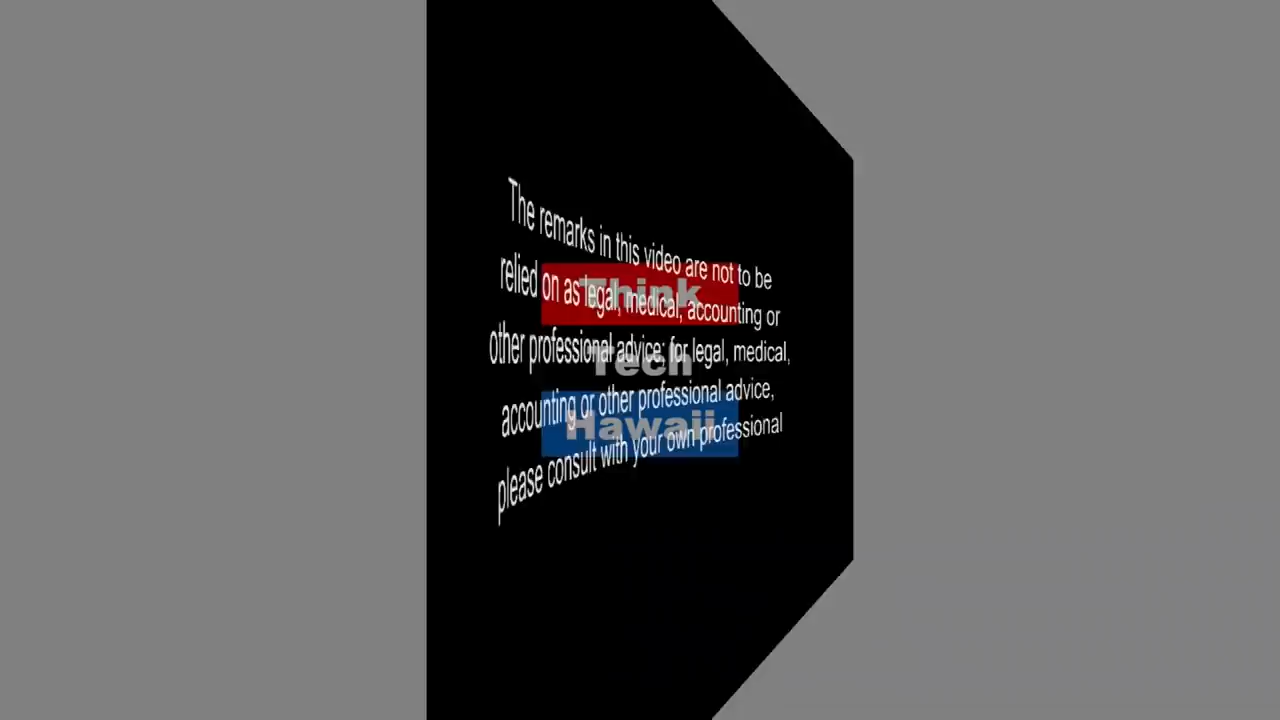 The remarks in this video are not to be
relied on as legal, medical, accounting or
other professional advice; for legal, medical,
accounting or other professional advice,
please consult with your own professional
Think
Tech
Hawaii